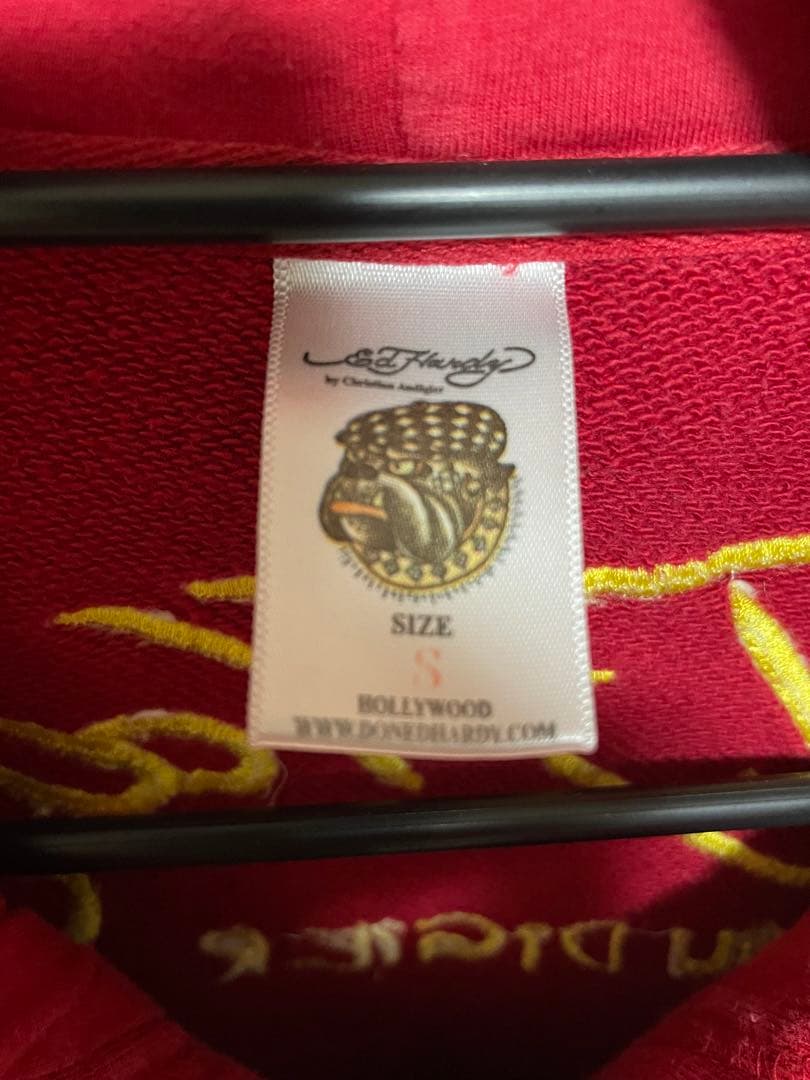 Ed Hardy
by Christian Audigier
SIZE
S
HOLLYWOOD
WWW.DONEDHARDY.COM